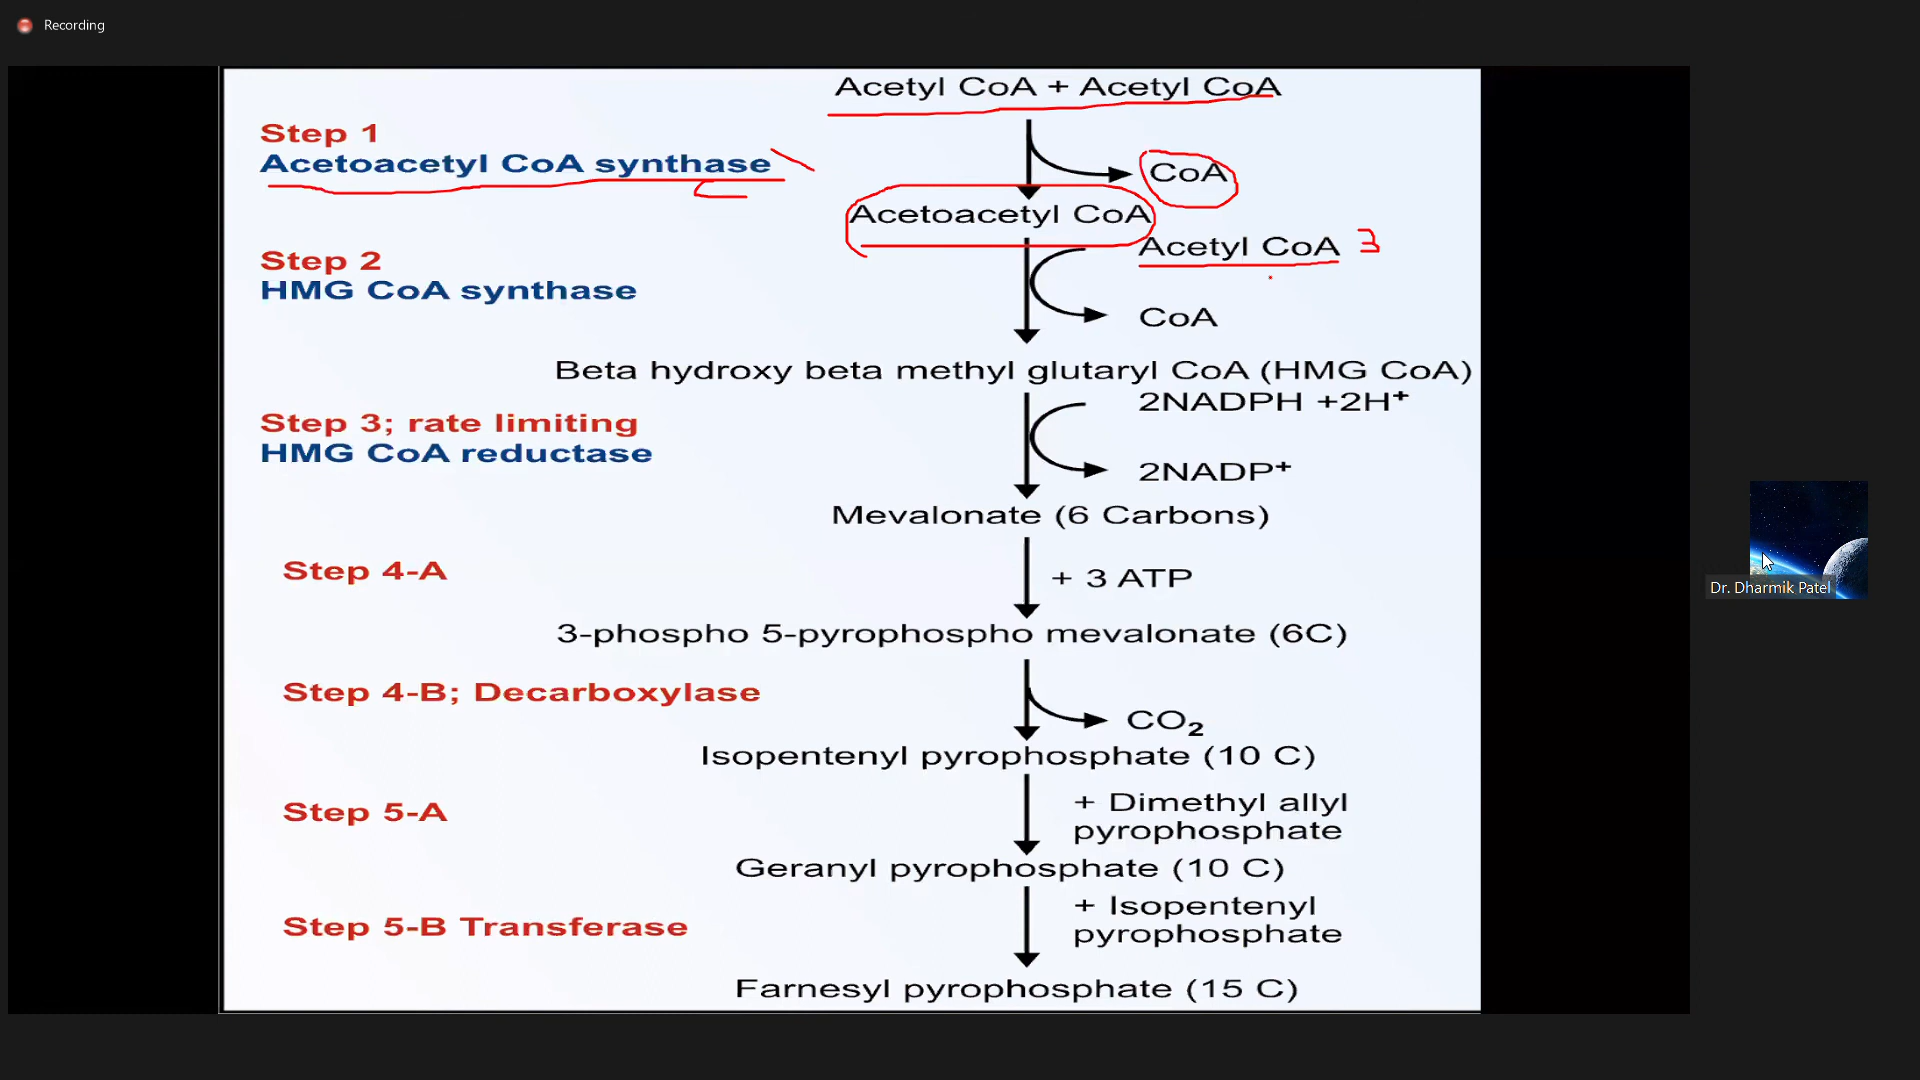 Recording
Acetyl CoA + Acetyl CoA
Step 1
Acetoacetyl CoA synthase
CoA
Acetoacetyl CoA
Acetyl CoA 3
Step 2
HMG CoA synthase
CoA
Beta hydroxy beta methyl glutaryl CoA (HMG CoA)
2NADPH +2H⁺
Step 3; rate limiting
HMG CoA reductase
2NADP⁺
Mevalonate (6 Carbons)
Step 4-A
+ 3 ATP
3-phospho 5-pyrophospho mevalonate (6C)
Step 4-B; Decarboxylase
CO₂
Isopentenyl pyrophosphate (10 C)
Step 5-A
+ Dimethyl allyl
pyrophosphate
Geranyl pyrophosphate (10 C)
+ Isopentenyl
pyrophosphate
Step 5-B Transferase
Farnesyl pyrophosphate (15 C)
Dr. Dharmik Patel